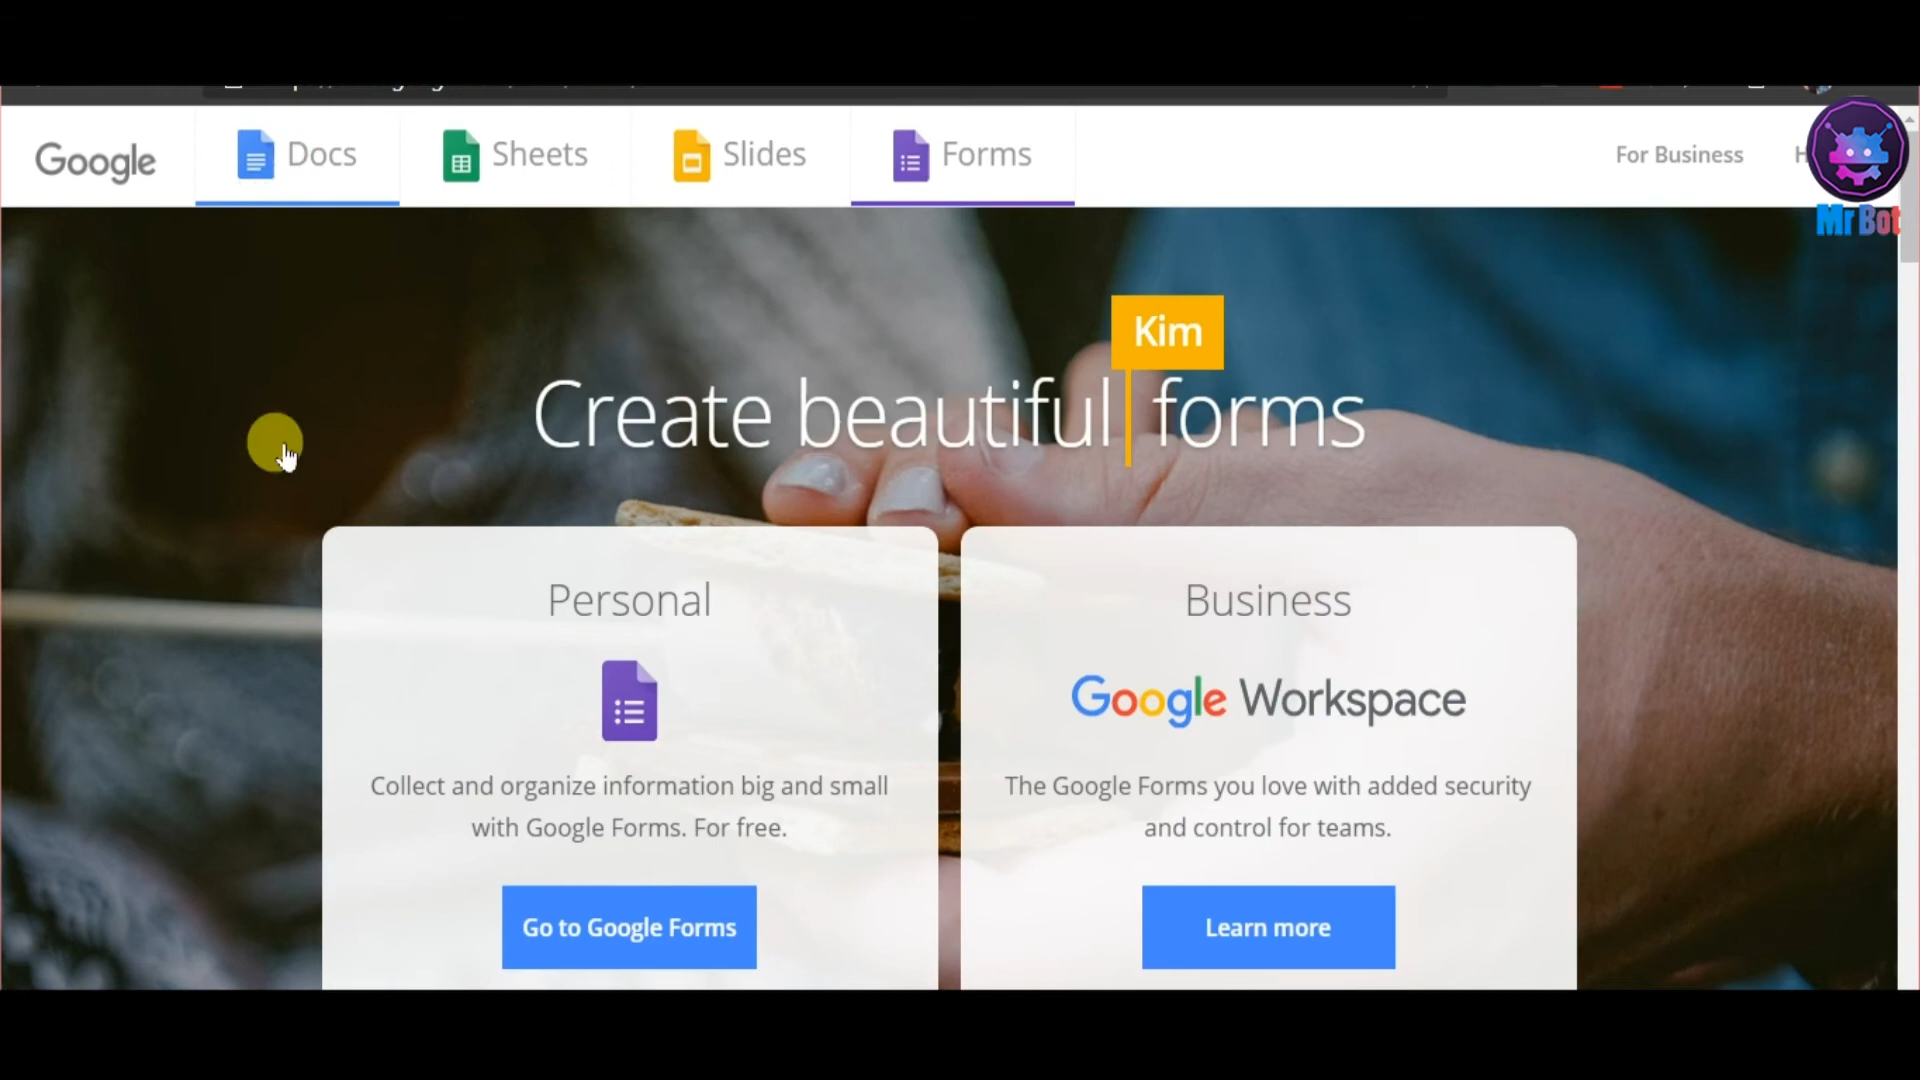 Google
Docs
Sheets
Slides
Forms
For Business
Mr Bot
Kim
Create beautiful forms
Personal
Collect and organize information big and small
with Google Forms. For free.
Go to Google Forms
Business
Google Workspace
The Google Forms you love with added security
and control for teams.
Learn more